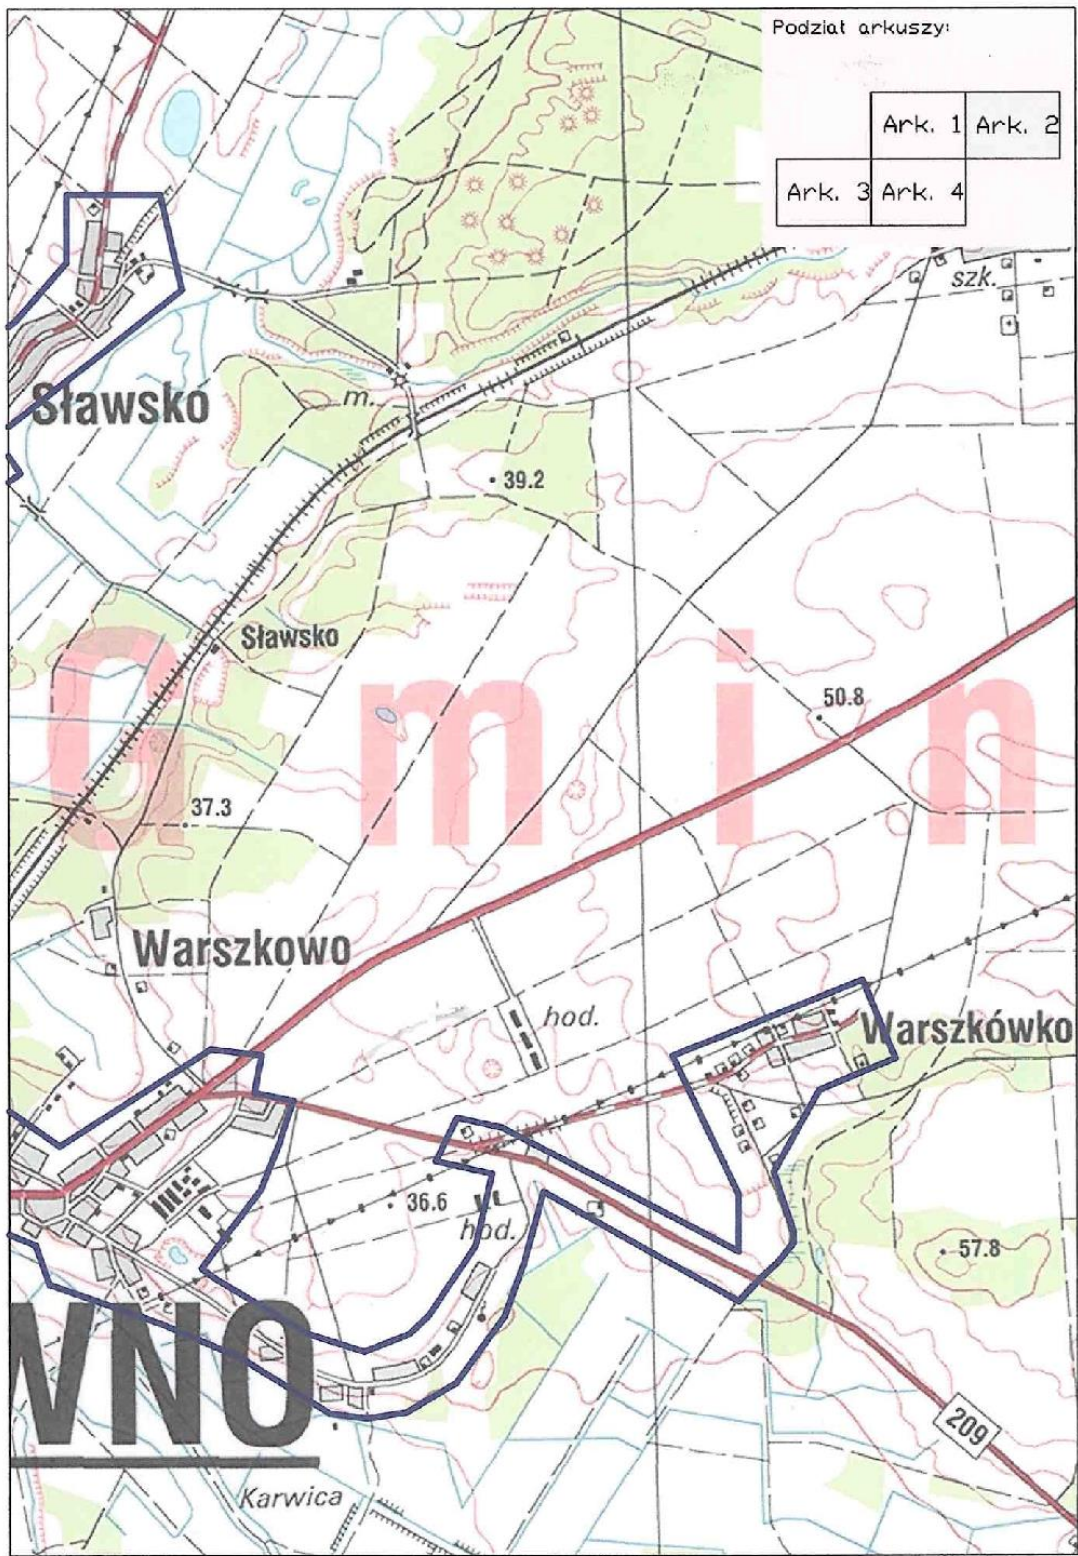 Podział arkuszy:
Ark. 1 Ark. 2
Ark. 3 Ark. 4
szk.
Sławsko
m.
39.2
Sławsko
G m i n
50.8
37.3
Warszkowo
hod.
Warszkówko
36.6
hod.
57.8
WNO
209
Karwica